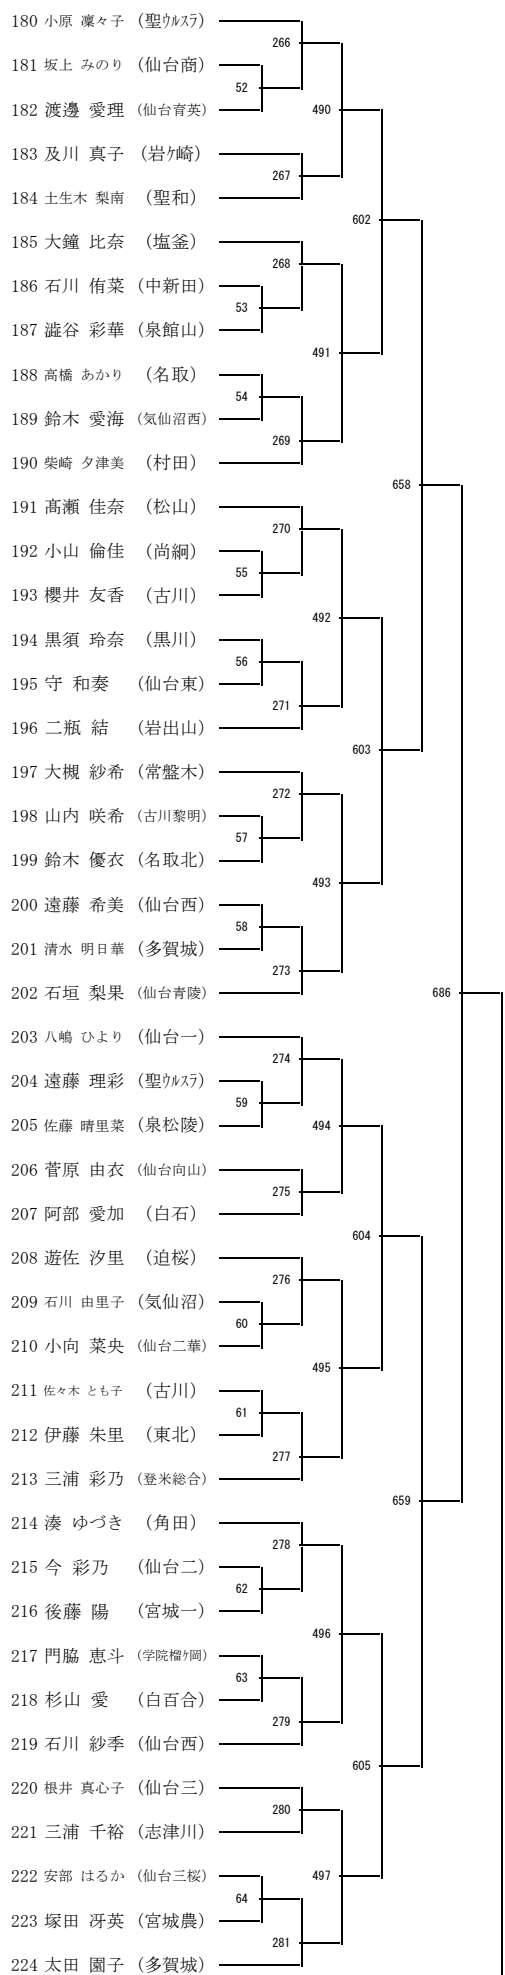 180 小原 凜々子 (聖ウルスラ)
266
181 坂上 みのり (仙台商)
52
182 渡邊 愛理 (仙台育英)
490
183 及川 真子 (岩ケ崎)
267
184 土生木 梨南 (聖和)
602
185 大鐘 比奈 (塩釜)
268
186 石川 侑菜 (中新田)
53
187 澁谷 彩華 (泉館山)
491
188 高橋 あかり (名取)
54
189 鈴木 愛海 (気仙沼西)
269
190 柴崎 夕津美 (村田)
658
191 髙瀬 佳奈 (松山)
270
192 小山 倫佳 (尚絅)
55
193 櫻井 友香 (古川)
492
194 黒須 玲奈 (黒川)
56
195 守 和奏 (仙台東)
271
196 二瓶 結 (岩出山)
603
197 大槻 紗希 (常盤木)
272
198 山内 咲希 (古川黎明)
57
199 鈴木 優衣 (名取北)
493
200 遠藤 希美 (仙台西)
58
201 清水 明日華 (多賀城)
273
202 石垣 梨果 (仙台青陵)
686
203 八嶋 ひより (仙台一)
274
204 遠藤 理彩 (聖ウルスラ)
59
205 佐藤 晴里菜 (泉松陵)
494
206 菅原 由衣 (仙台向山)
275
207 阿部 愛加 (白石)
604
208 遊佐 汐里 (迫桜)
276
209 石川 由里子 (気仙沼)
60
210 小向 菜央 (仙台二華)
495
211 佐々木 とも子 (古川)
61
212 伊藤 朱里 (東北)
277
213 三浦 彩乃 (登米総合)
659
214 湊 ゆづき (角田)
278
215 今 彩乃 (仙台二)
62
216 後藤 陽 (宮城一)
496
217 門脇 恵斗 (学院榴ケ岡)
63
218 杉山 愛 (白百合)
279
219 石川 紗季 (仙台西)
605
220 根井 真心子 (仙台三)
280
221 三浦 千裕 (志津川)
222 安部 はるか (仙台三桜)
497
64
223 塚田 冴英 (宮城農)
281
224 太田 園子 (多賀城)